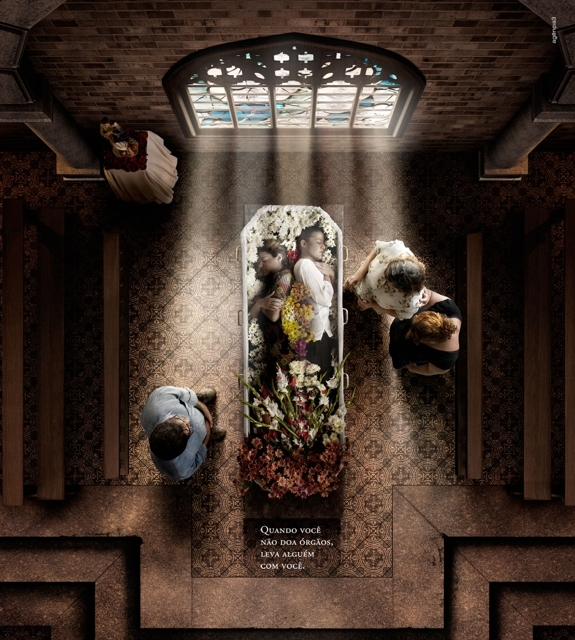 Quando você
não doa órgãos,
leva alguém
com você.